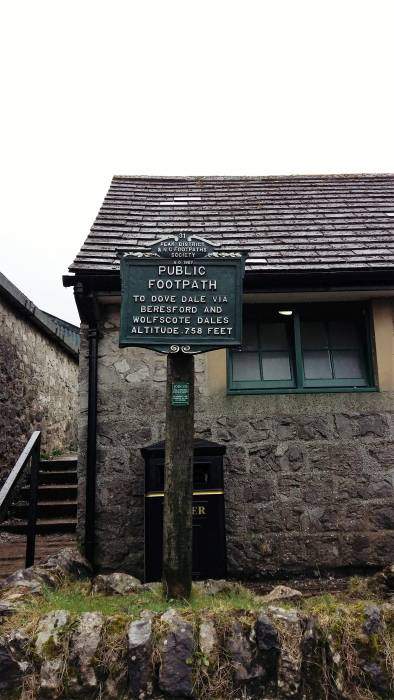 31
PEAK DISTRICT
& N.C. FOOTPATHS
SOCIETY
PUBLIC
FOOTPATH
TO DOVE DALE VIA
BERESFORD AND
WOLFSCOTE DALES
ALTITUDE 758 FEET
ER